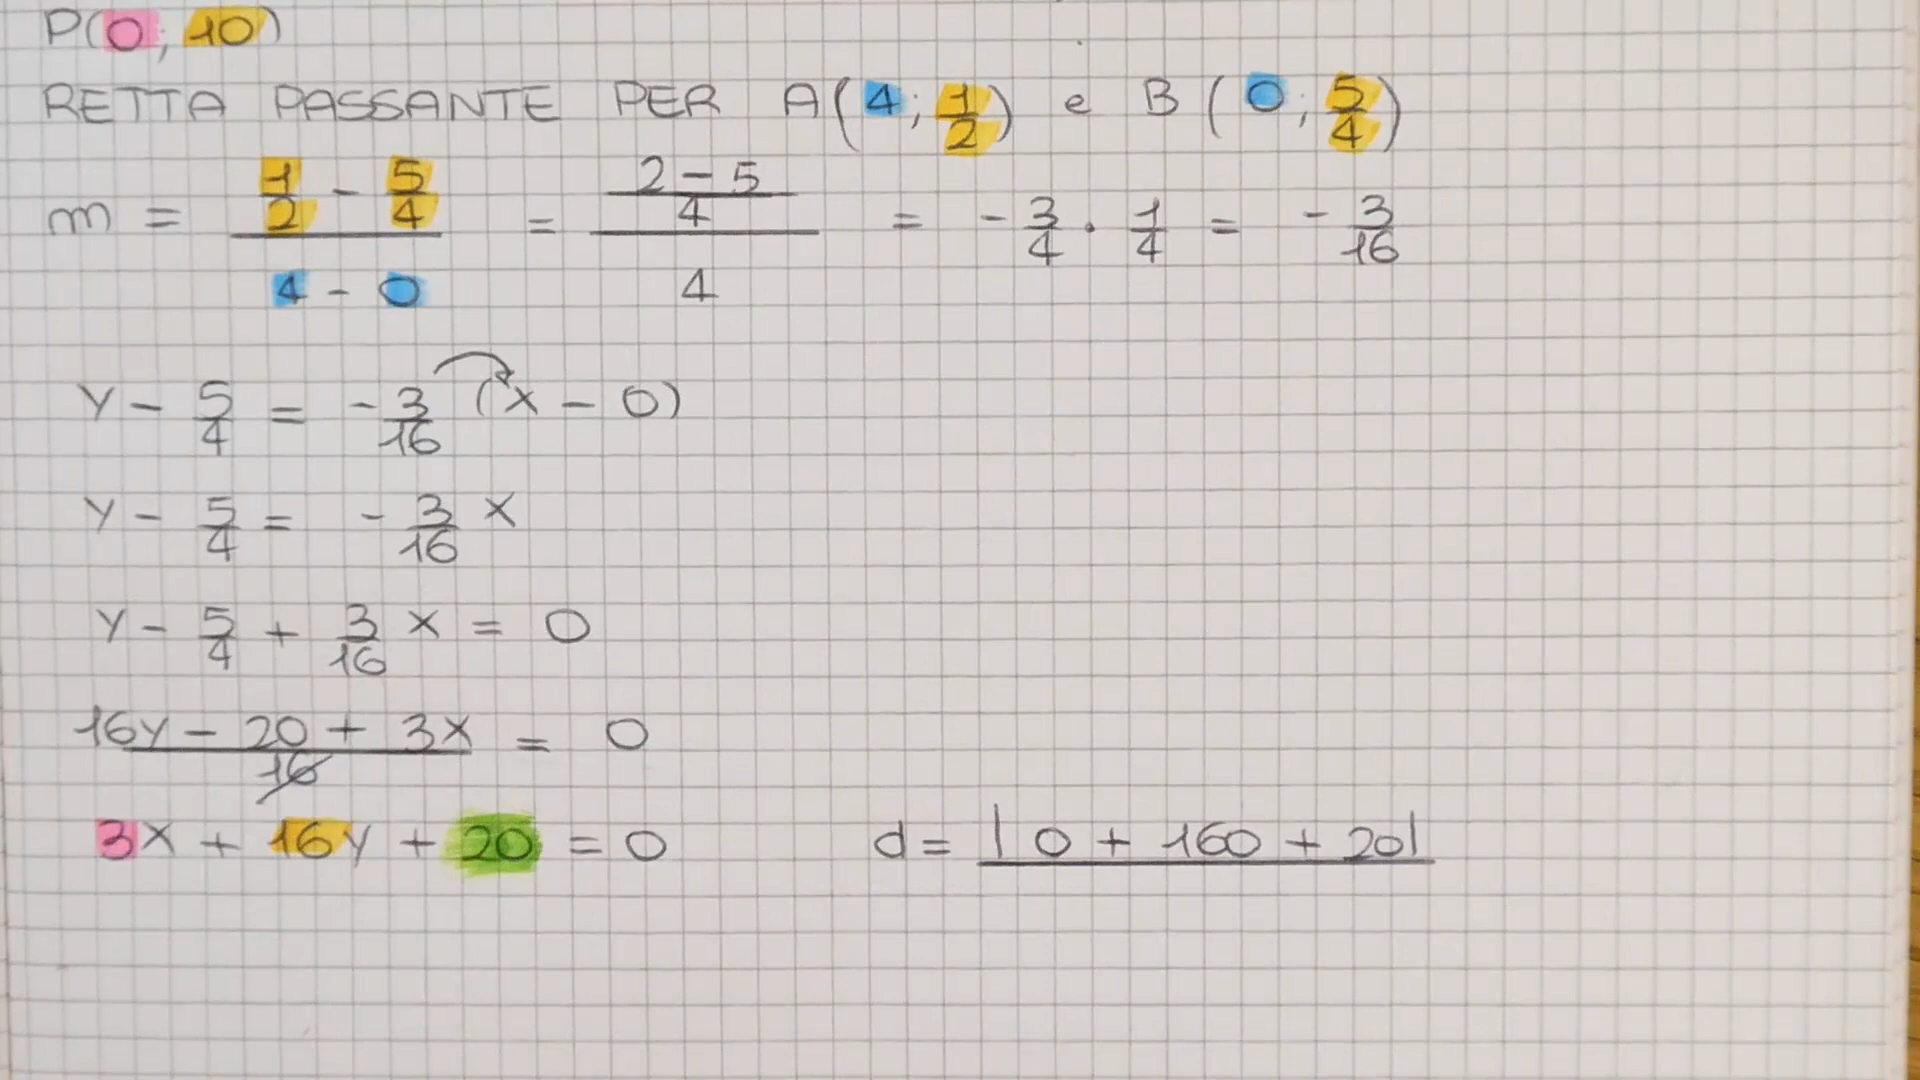 P(0; 10)
RETTA PASSANTE PER A(4; 1/2) e B(0; 5/4)
m = (1/2 - 5/4)/(4 - 0) = ((2 - 5)/4)/4 = - 3/4 · 1/4 = - 3/16
y - 5/4 = - 3/16 (x - 0)
y - 5/4 = - 3/16 x
y - 5/4 + 3/16 x = 0
(16y - 20 + 3x)/16 = 0
3x + 16y + 20 = 0 d = |0 + 160 + 20|